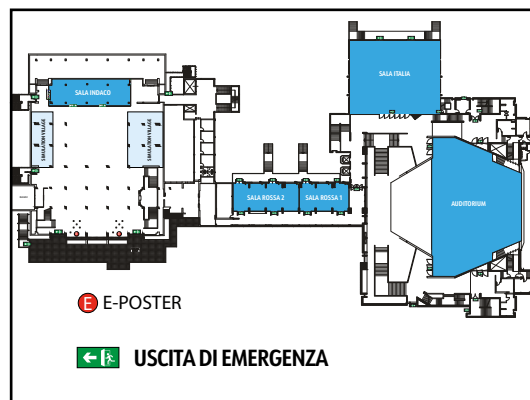 SALA ITALIA
SALA INDACO
SIMULATION VILLAGE
SIMULATION VILLAGE
SALA ROSSA 2
SALA ROSSA 1
AUDITORIUM
E E-POSTER
USCITA DI EMERGENZA